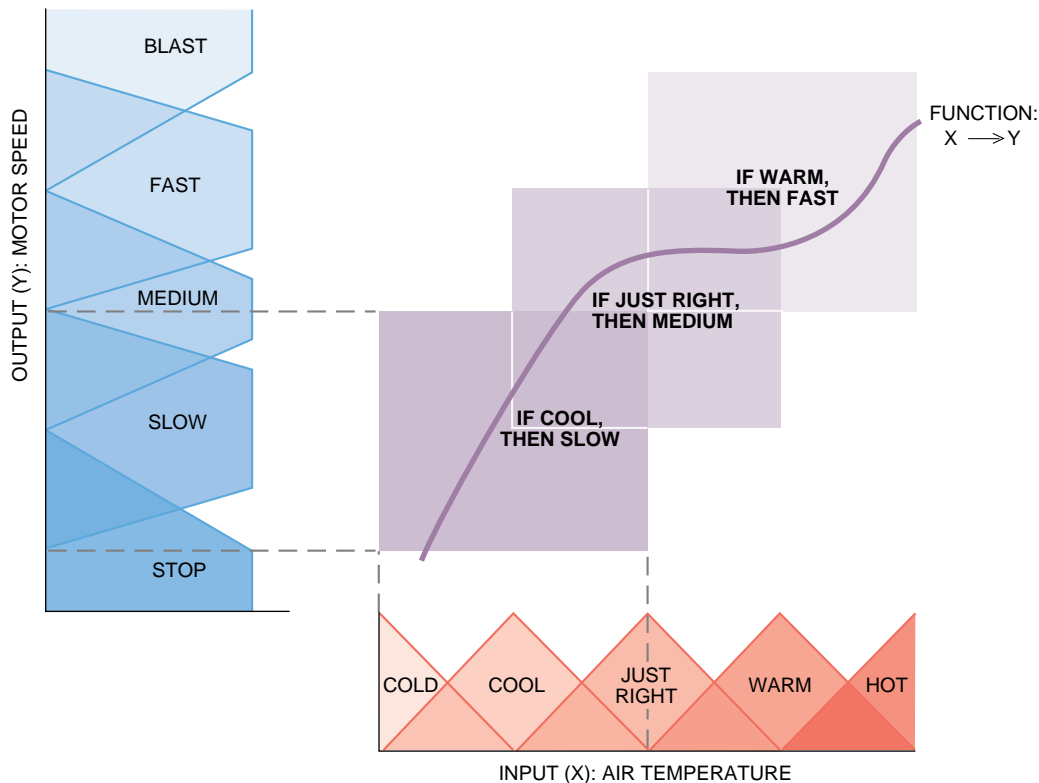 BLAST
FAST
MEDIUM
SLOW
STOP
OUTPUT (Y): MOTOR SPEED
FUNCTION:
X → Y
IF WARM,
THEN FAST
IF JUST RIGHT,
THEN MEDIUM
IF COOL,
THEN SLOW
COLD
COOL
JUST
RIGHT
WARM
HOT
INPUT (X): AIR TEMPERATURE